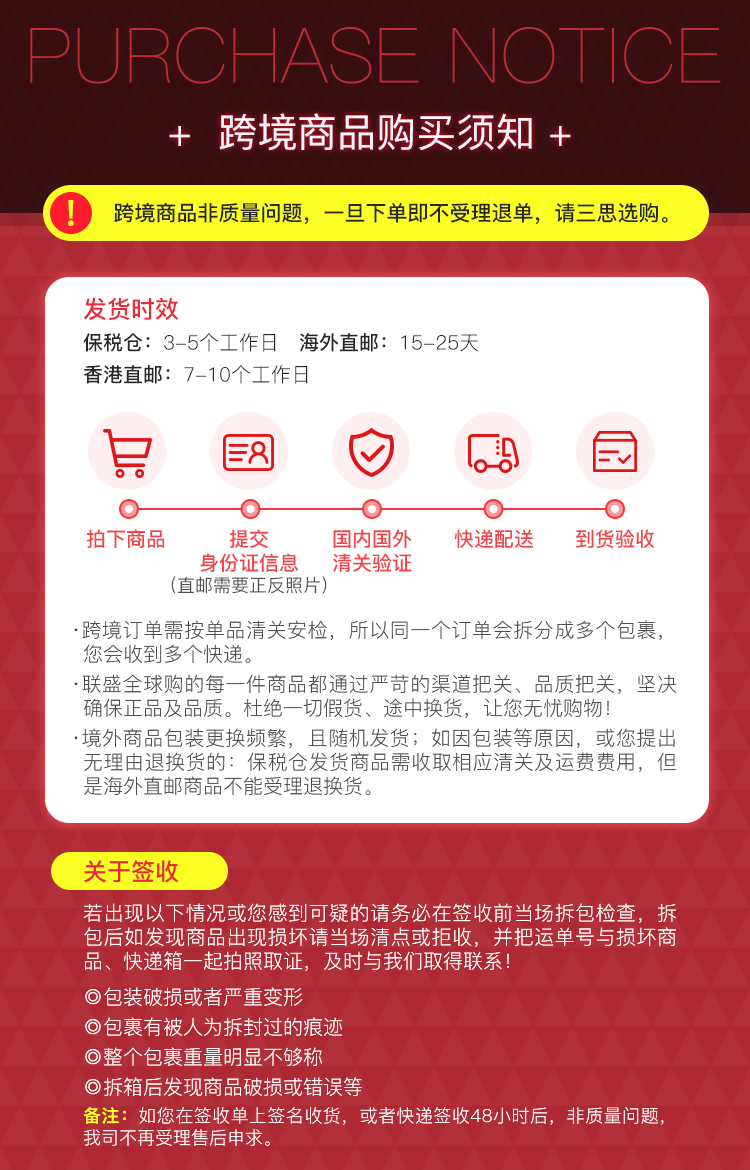 PURCHASE NOTICE
+ 跨境商品购买须知 +
! 跨境商品非质量问题，一旦下单即不受理退单，请三思选购。
发货时效
保税仓：3-5个工作日 海外直邮：15-25天
香港直邮：7-10个工作日
拍下商品 提交 国内国外 快递配送 到货验收
身份证信息 清关验证
（直邮需要正反照片）
·跨境订单需按单品清关安检，所以同一个订单会拆分成多个包裹，
您会收到多个快递。
·联盛全球购的每一件商品都通过严苛的渠道把关、品质把关，坚决
确保正品及品质。杜绝一切假货、途中换货，让您无忧购物！
·境外商品包装更换频繁，且随机发货；如因包装等原因，或您提出
无理由退换货的：保税仓发货商品需收取相应清关及运费费用，但
是海外直邮商品不能受理退换货。
关于签收
若出现以下情况或您感到可疑的请务必在签收前当场拆包检查，拆
包后如发现商品出现损坏请当场清点或拒收，并把运单号与损坏商
品、快递箱一起拍照取证，及时与我们取得联系！
◎包装破损或者严重变形
◎包裹有被人为拆封过的痕迹
◎整个包裹重量明显不够称
◎拆箱后发现商品破损或错误等
备注：如您在签收单上签名收货，或者快递签收48小时后，非质量问题，
我司不再受理售后申求。